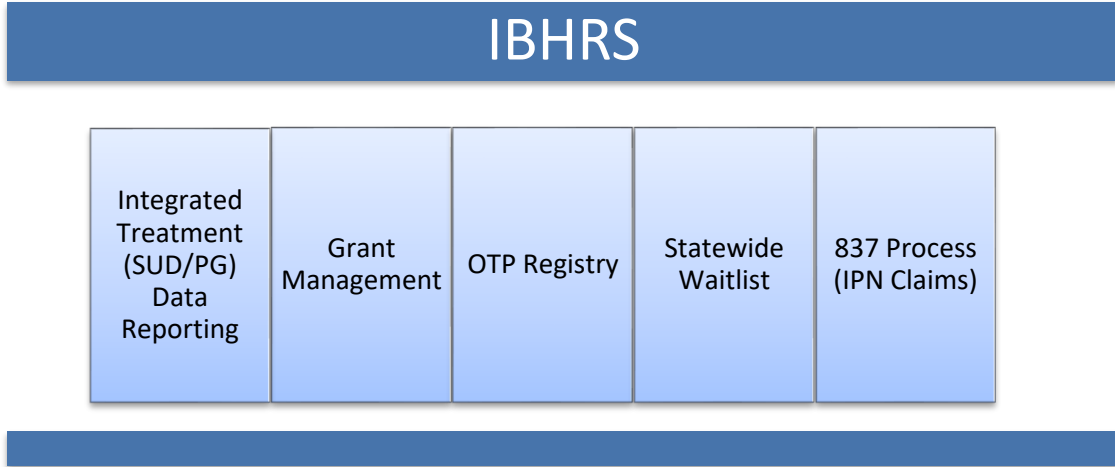 IBHRS
Integrated
Treatment
(SUD/PG)
Data
Reporting
Grant
Management
OTP Registry
Statewide
Waitlist
837 Process
(IPN Claims)